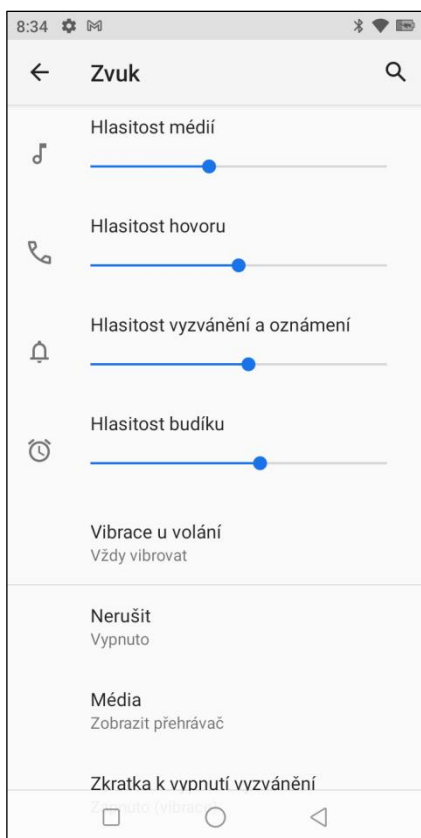 8:34
Zvuk
Hlasitost médií
Hlasitost hovoru
Hlasitost vyzvánění a oznámení
Hlasitost budíku
Vibrace u volání
Vždy vibrovat
Nerušit
Vypnuto
Média
Zobrazit přehrávač
Zkratka k vypnutí vyzvánění